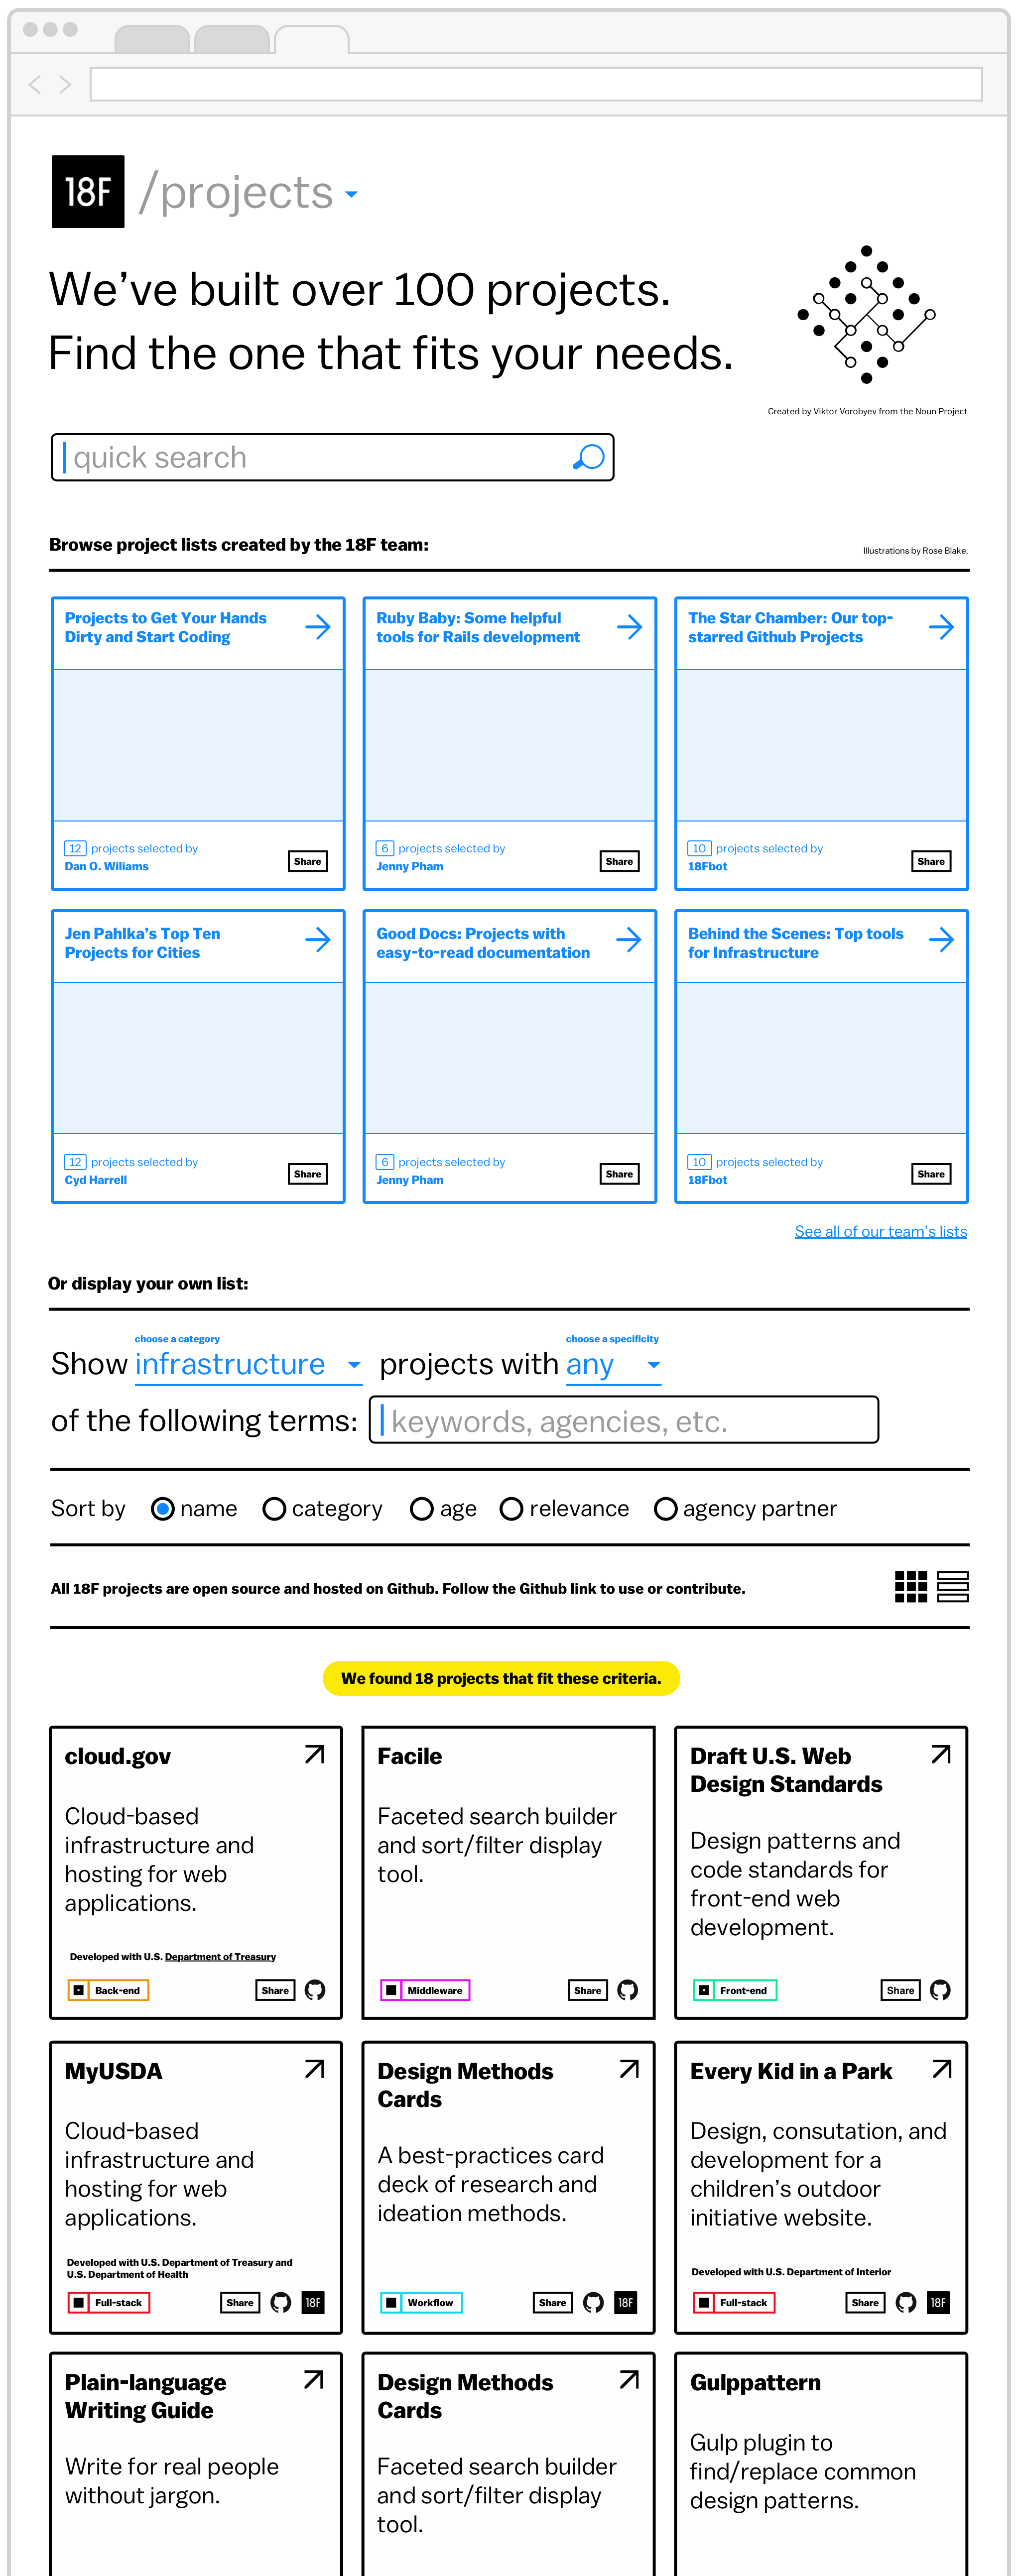 18F /projects
We’ve built over 100 projects.
Find the one that fits your needs.
Created by Viktor Vorobyev from the Noun Project
quick search
Browse project lists created by the 18F team:
Illustrations by Rose Blake.
Projects to Get Your Hands
Dirty and Start Coding
12 projects selected by
Dan O. Wiliams
Share
Ruby Baby: Some helpful
tools for Rails development
6 projects selected by
Jenny Pham
Share
The Star Chamber: Our top-
starred Github Projects
10 projects selected by
18Fbot
Share
Jen Pahlka’s Top Ten
Projects for Cities
12 projects selected by
Cyd Harrell
Share
Good Docs: Projects with
easy-to-read documentation
6 projects selected by
Jenny Pham
Share
Behind the Scenes: Top tools
for Infrastructure
10 projects selected by
18Fbot
Share
See all of our team’s lists
Or display your own list:
choose a category
choose a specificity
Show infrastructure projects with any
of the following terms: keywords, agencies, etc.
Sort by name category age relevance agency partner
All 18F projects are open source and hosted on Github. Follow the Github link to use or contribute.
We found 18 projects that fit these criteria.
cloud.gov
Cloud-based
infrastructure and
hosting for web
applications.
Developed with U.S. Department of Treasury
Back-end
Share
Facile
Faceted search builder
and sort/filter display
tool.
Middleware
Share
Draft U.S. Web
Design Standards
Design patterns and
code standards for
front-end web
development.
Front-end
Share
MyUSDA
Cloud-based
infrastructure and
hosting for web
applications.
Developed with U.S. Department of Treasury and
U.S. Department of Health
Full-stack
Share
Design Methods
Cards
A best-practices card
deck of research and
ideation methods.
Workflow
Share
18F
Every Kid in a Park
Design, consutation, and
development for a
children’s outdoor
initiative website.
Developed with U.S. Department of Interior
Full-stack
Share
18F
Plain-language
Writing Guide
Write for real people
without jargon.
Design Methods
Cards
Faceted search builder
and sort/filter display
tool.
Gulppattern
Gulp plugin to
find/replace common
design patterns.